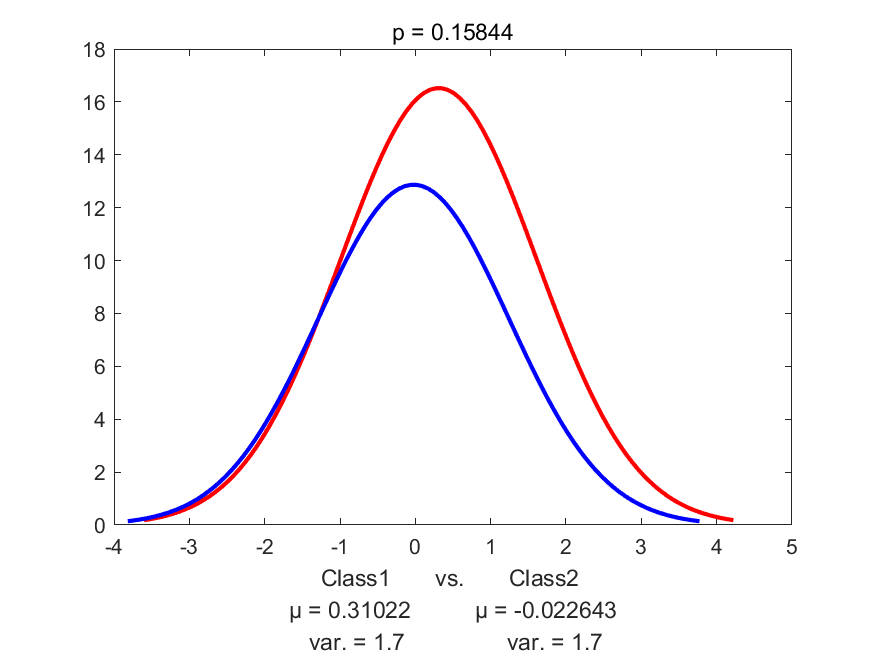 p = 0.15844
18
16
14
12
10
8
6
4
2
0
-4 -3 -2 -1 0 1 2 3 4 5
Class1 vs. Class2
μ = 0.31022 μ = -0.022643
var. = 1.7 var. = 1.7